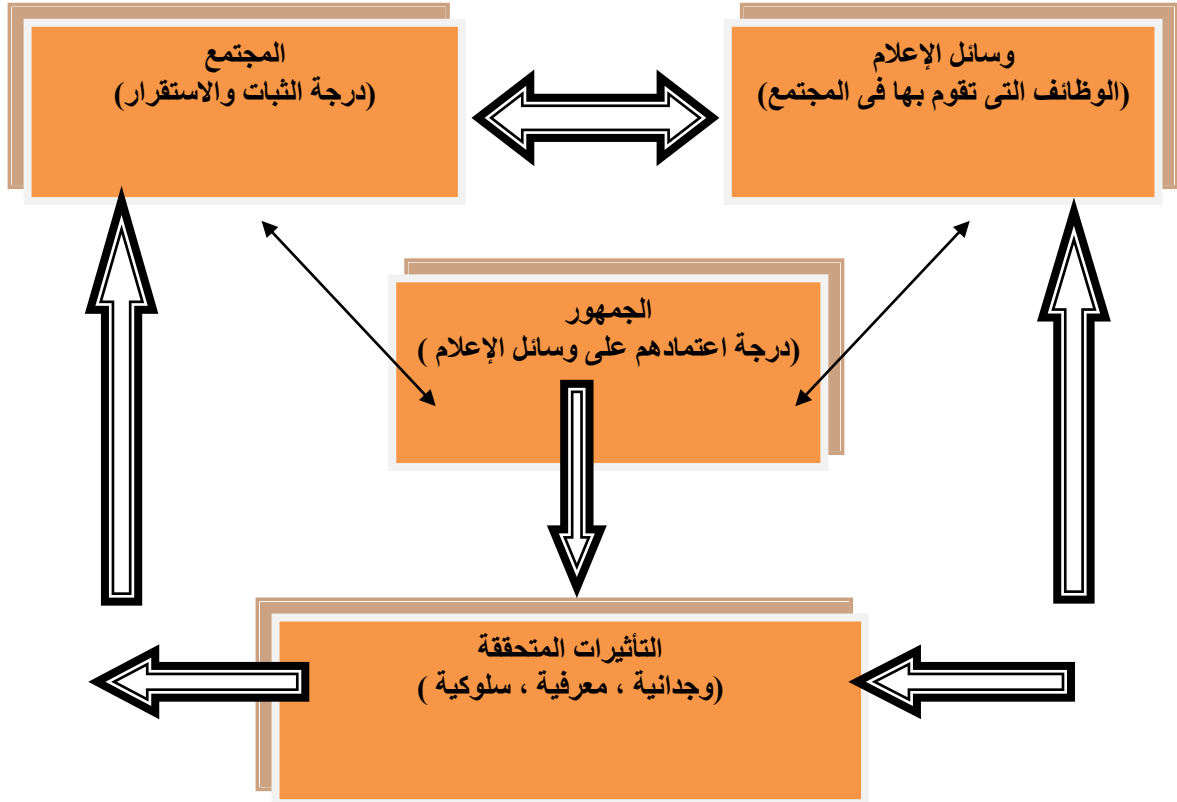 وسائل الإعلام
(الوظائف التى تقوم بها فى المجتمع)
المجتمع
(درجة الثبات والاستقرار)
الجمهور
(درجة اعتمادهم على وسائل الإعلام )
التأثيرات المتحققة
(وجدانية ، معرفية ، سلوكية )